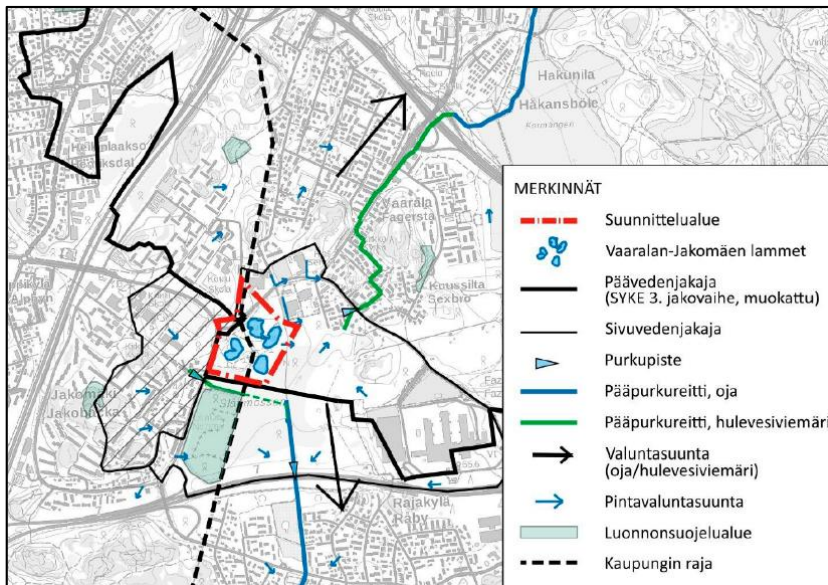 Hakunila
Håkansböle
Vaarala
Fagersta
Koussilta
Sexbro
Jakomäki
Jakobacka
Rajakylä
Råby
MERKINNÄT
Suunnittelualue
Vaaralan-Jakomäen lammet
Päävedenjakaja
(SYKE 3. jakovaihe, muokattu)
Sivuvedenjakaja
Purkupiste
Pääpurkureitti, oja
Pääpurkureitti, hulevesiviemäri
Valuntasuunta
(oja/hulevesiviemäri)
Pintavaluntasuunta
Luonnonsuojelualue
Kaupungin raja